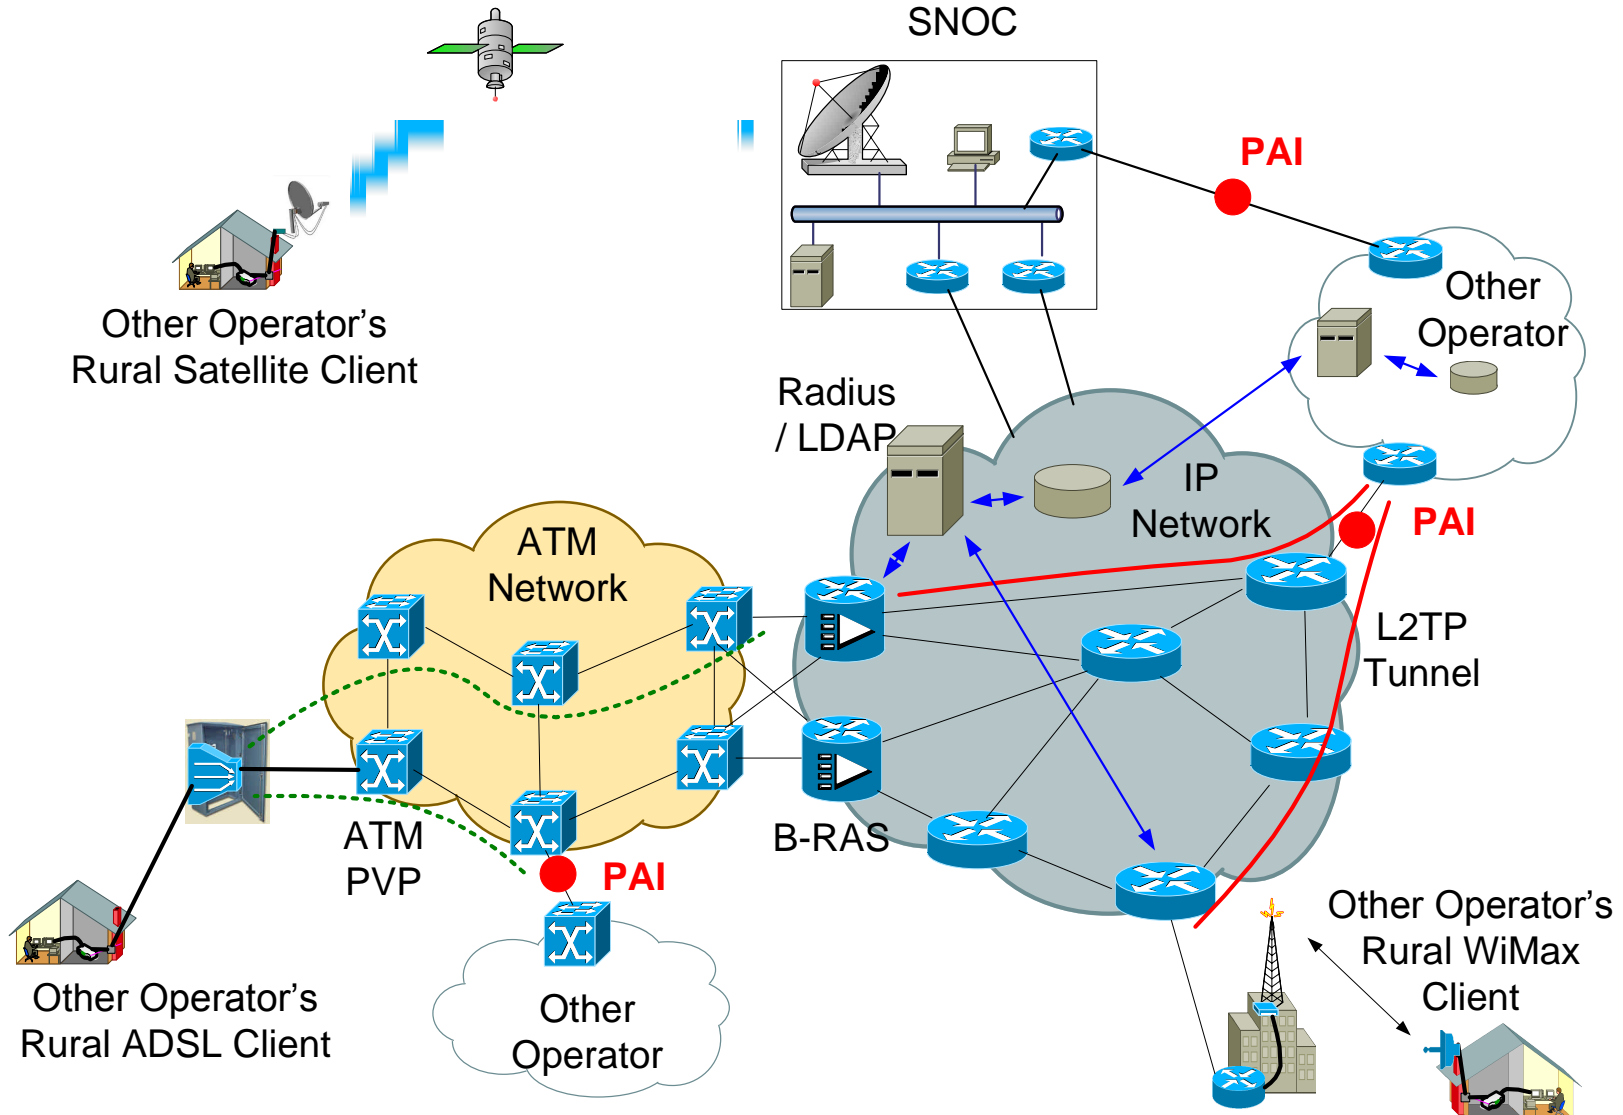 SNOC
PAI
Other
Operator
Other Operator's
Rural Satellite Client
Radius
/ LDAP
IP
Network
PAI
ATM
Network
L2TP
Tunnel
ATM
PVP
B-RAS
PAI
Other Operator's
Rural WiMax
Client
Other Operator's
Rural ADSL Client
Other
Operator